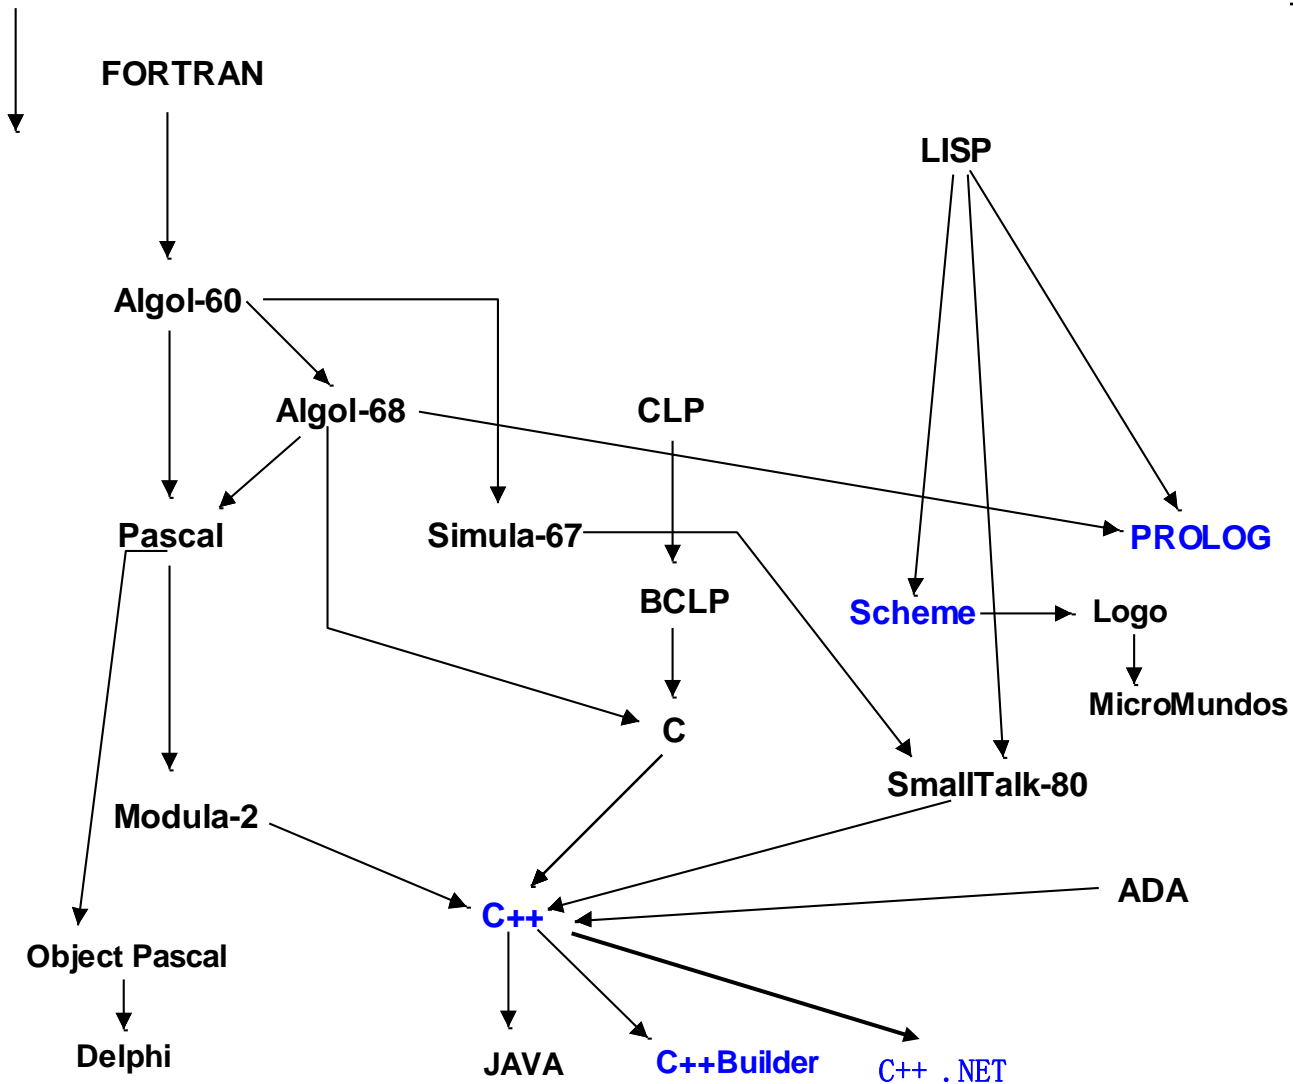 FORTRAN
LISP
Algol-60
Algol-68
CLP
Pascal
Simula-67
PROLOG
BCLP
Scheme
Logo
MicroMundos
C
SmallTalk-80
Modula-2
ADA
C++
Object Pascal
Delphi
JAVA
C++Builder
C++ .NET